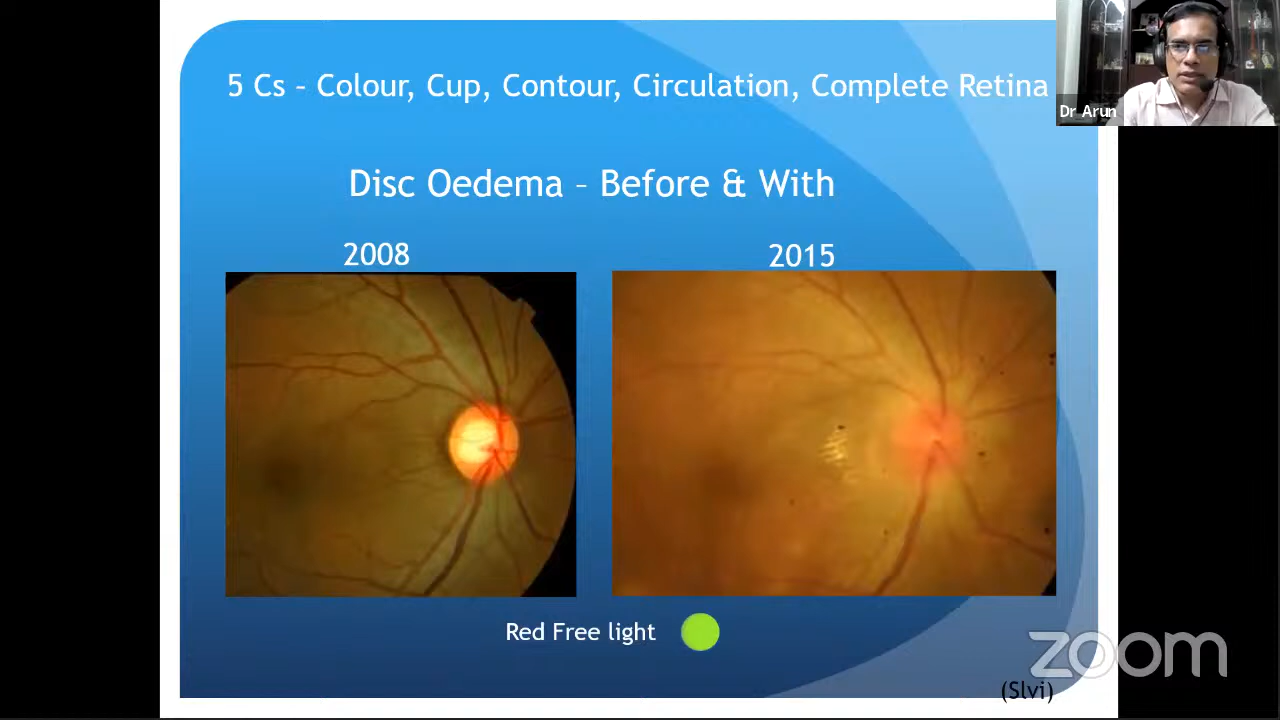 5 Cs – Colour, Cup, Contour, Circulation, Complete Retina
Dr Arun
Disc Oedema – Before & With
2008
2015
Red Free light
zoom
(Slvi)